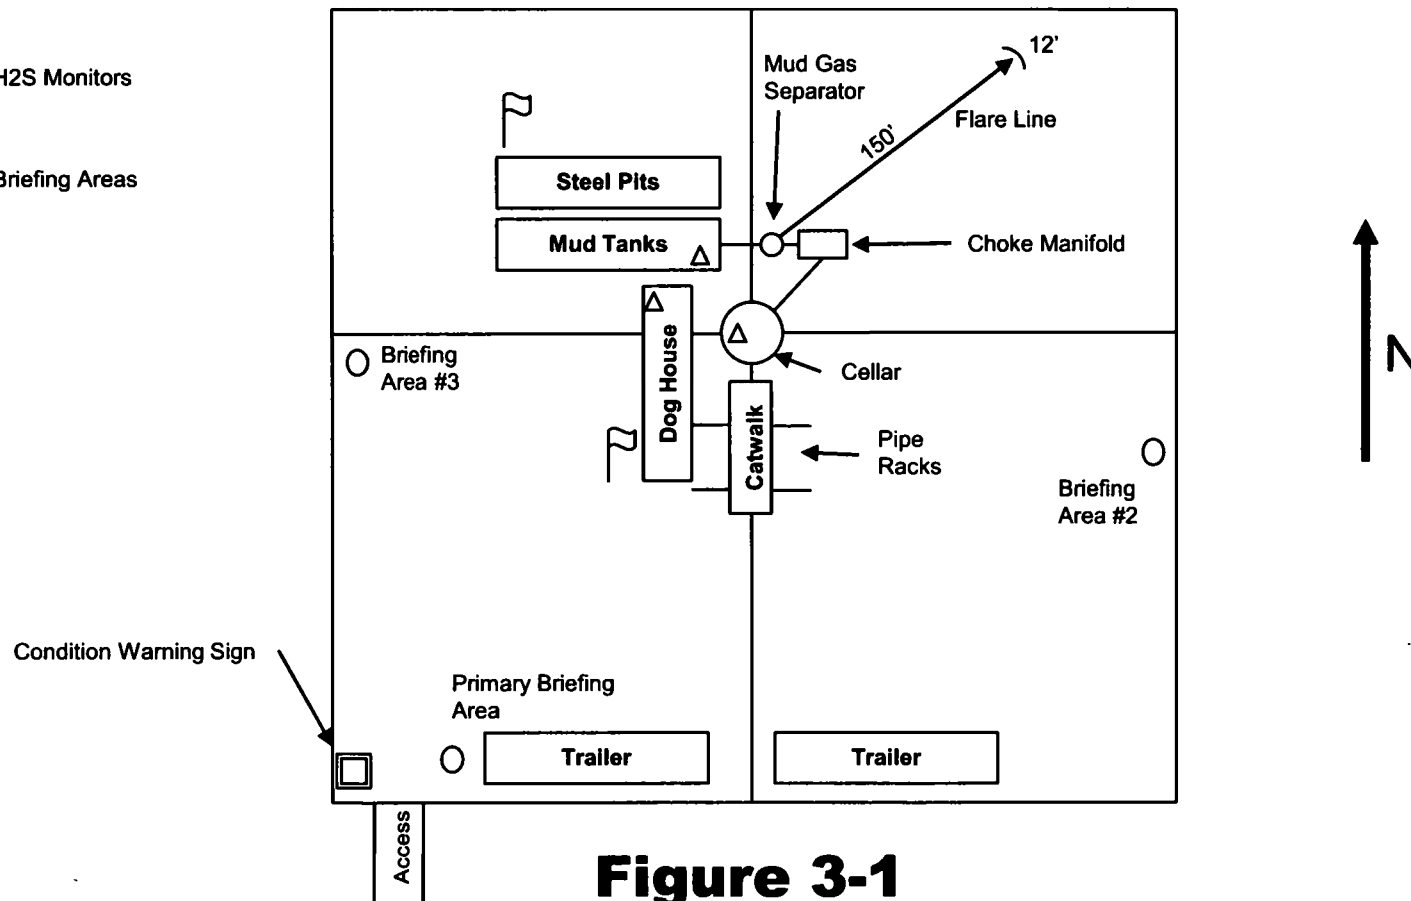 H2S Monitors
Briefing Areas
12'
Mud Gas
Separator
150'
Flare Line
Steel Pits
Mud Tanks
Choke Manifold
Briefing
Area #3
Dog House
Cellar
Catwalk
Pipe
Racks
Briefing
Area #2
N
Condition Warning Sign
Primary Briefing
Area
Trailer
Trailer
Access
Figure 3-1